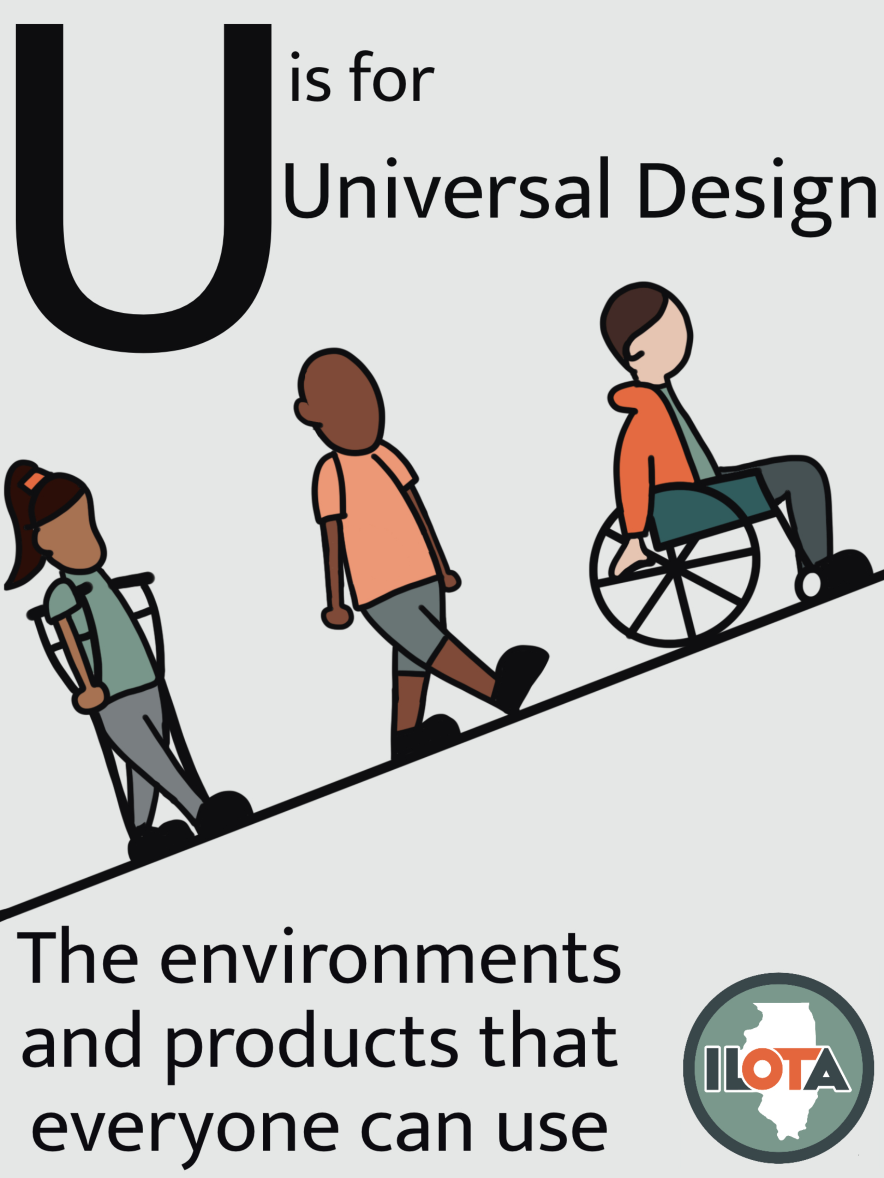 U is for
Universal Design
The environments
and products that
everyone can use
ILOTA